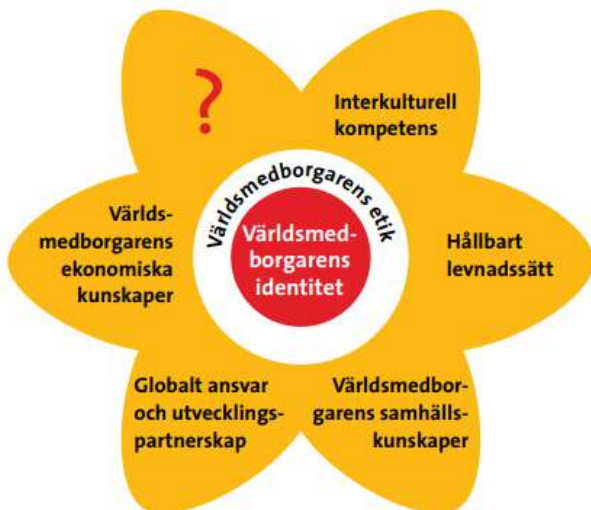 ?
Interkulturell
kompetens
Världsmedborgarens etik
Världs-
medborgarens
ekonomiska
kunskaper
Världsmed-
borgarens
identitet
Hållbart
levnadssätt
Globalt ansvar
och utvecklings-
partnerskap
Världsmedbor-
garens samhälls-
kunskaper